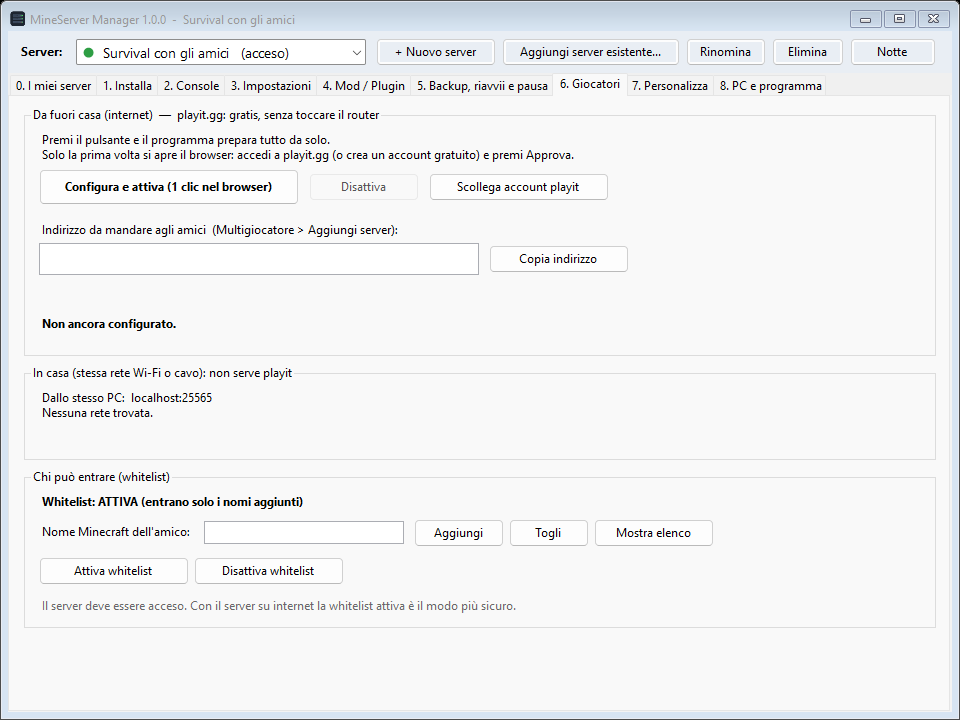 MineServer Manager 1.0.0 - Survival con gli amici
Server: Survival con gli amici (acceso) + Nuovo server Aggiungi server esistente... Rinomina Elimina Notte
0. I miei server 1. Installa 2. Console 3. Impostazioni 4. Mod / Plugin 5. Backup, riavvii e pausa 6. Giocatori 7. Personalizza 8. PC e programma
Da fuori casa (internet) — playit.gg: gratis, senza toccare il router
Premi il pulsante e il programma prepara tutto da solo.
Solo la prima volta si apre il browser: accedi a playit.gg (o crea un account gratuito) e premi Approva.
Configura e attiva (1 clic nel browser) Disattiva Scollega account playit
Indirizzo da mandare agli amici (Multigiocatore > Aggiungi server):
Copia indirizzo
Non ancora configurato.
In casa (stessa rete Wi-Fi o cavo): non serve playit
Dallo stesso PC: localhost:25565
Nessuna rete trovata.
Chi può entrare (whitelist)
Whitelist: ATTIVA (entrano solo i nomi aggiunti)
Nome Minecraft dell'amico: Aggiungi Togli Mostra elenco
Attiva whitelist Disattiva whitelist
Il server deve essere acceso. Con il server su internet la whitelist attiva è il modo più sicuro.